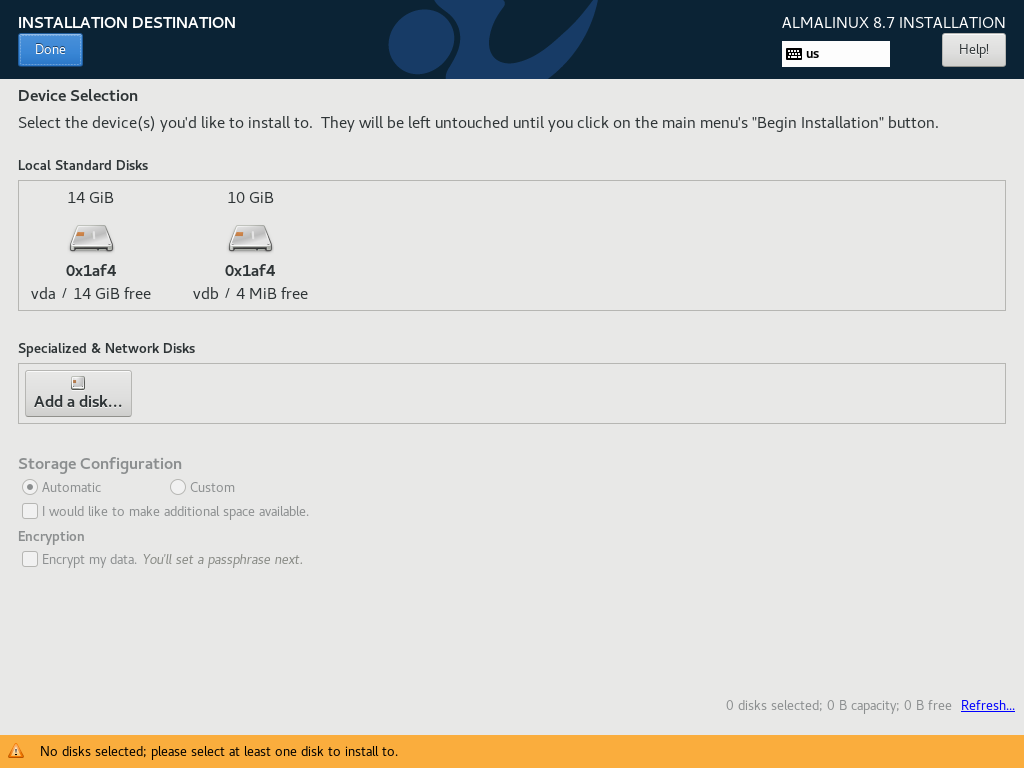 INSTALLATION DESTINATION
ALMALINUX 8.7 INSTALLATION
Done
us
Help!
Device Selection
Select the device(s) you'd like to install to.  They will be left untouched until you click on the main menu's "Begin Installation" button.
Local Standard Disks
14 GiB
0x1af4
vda / 14 GiB free
10 GiB
0x1af4
vdb / 4 MiB free
Specialized & Network Disks
Add a disk...
Storage Configuration
Automatic
Custom
I would like to make additional space available.
Encryption
Encrypt my data. You'll set a passphrase next.
0 disks selected; 0 B capacity; 0 B free
Refresh...
No disks selected; please select at least one disk to install to.